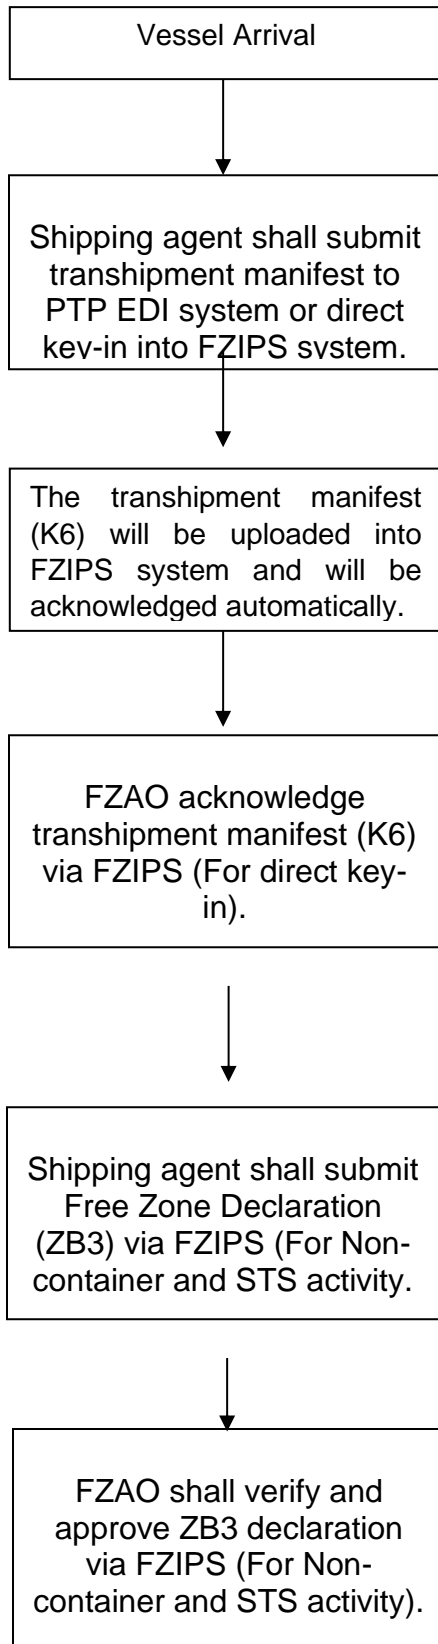 Vessel Arrival
Shipping agent shall submit
transhipment manifest to
PTP EDI system or direct
key-in into FZIPS system.
The transhipment manifest
(K6) will be uploaded into
FZIPS system and will be
acknowledged automatically.
FZAO acknowledge
transhipment manifest (K6)
via FZIPS (For direct key-
in).
Shipping agent shall submit
Free Zone Declaration
(ZB3) via FZIPS (For Non-
container and STS activity.
FZAO shall verify and
approve ZB3 declaration
via FZIPS (For Non-
container and STS activity).